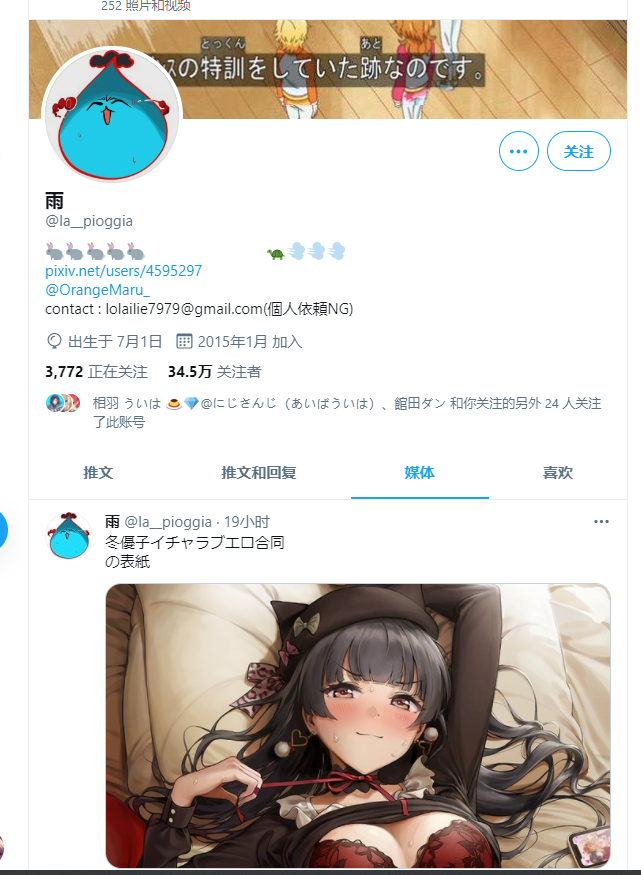 252 照片和视频
とっくん あと
ｽの特訓をしていた跡なのです。
关注
雨
@la__pioggia
pixiv.net/users/4595297
@OrangeMaru_
contact : lolailie7979@gmail.com(個人依頼NG)
出生于 7月1日 2015年1月 加入
3,772 正在关注 34.5万 关注者
相羽 ういは 🍮💎@にじさんじ（あいばういは）、館田ダン 和你关注的另外 24 人关注
了此账号
推文 推文和回复 媒体 喜欢
雨 @la__pioggia · 19小时
冬優子イチャラブエロ合同
の表紙